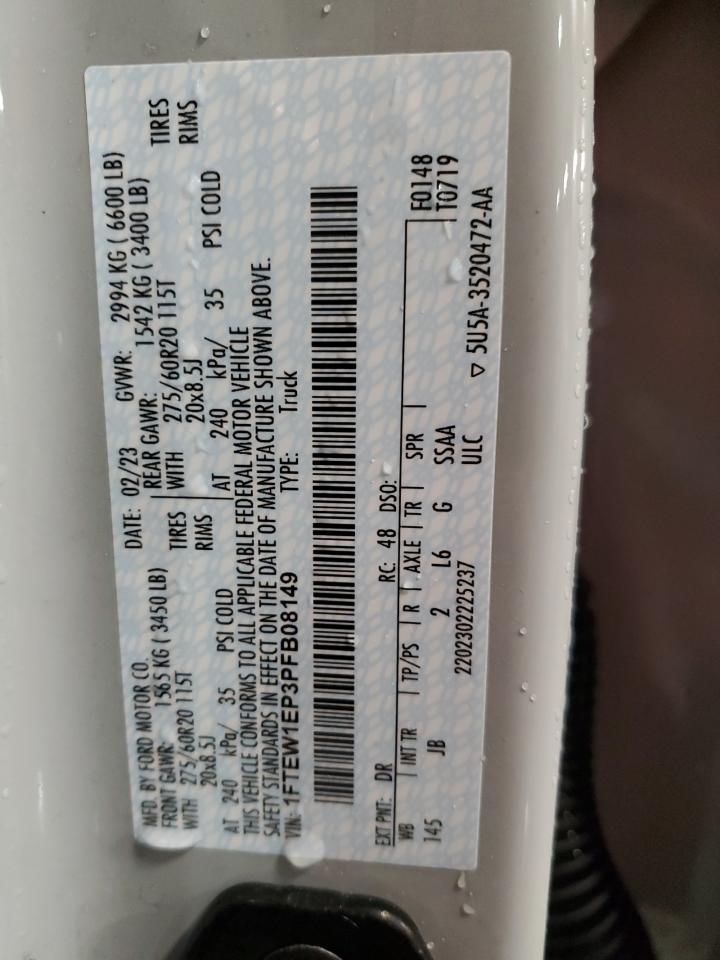 MFD. BY FORD MOTOR CO.
DATE: 02/23 GVWR: 2994 KG ( 6600 LB)
FRONT GAWR: 1565 KG ( 3450 LB) REAR GAWR: 1542 KG ( 3400 LB)
WITH 275/60R20 115T TIRES WITH 275/60R20 115T TIRES
20x8.5J RIMS 20x8.5J RIMS
AT 240 kPa/ 35 PSI COLD AT 240 kPa/ 35 PSI COLD
THIS VEHICLE CONFORMS TO ALL APPLICABLE FEDERAL MOTOR VEHICLE
SAFETY STANDARDS IN EFFECT ON THE DATE OF MANUFACTURE SHOWN ABOVE.
VIN: 1FTEW1EP3PFB08149 TYPE: Truck
EXT PNT: DR RC: 48 DSO: F0148
WB INT TR TP/PS R AXLE TR SPR T0719
145 JB 2 L6 G SSAA
2202302225237 ULC
▽ 5U5A-3520472-AA